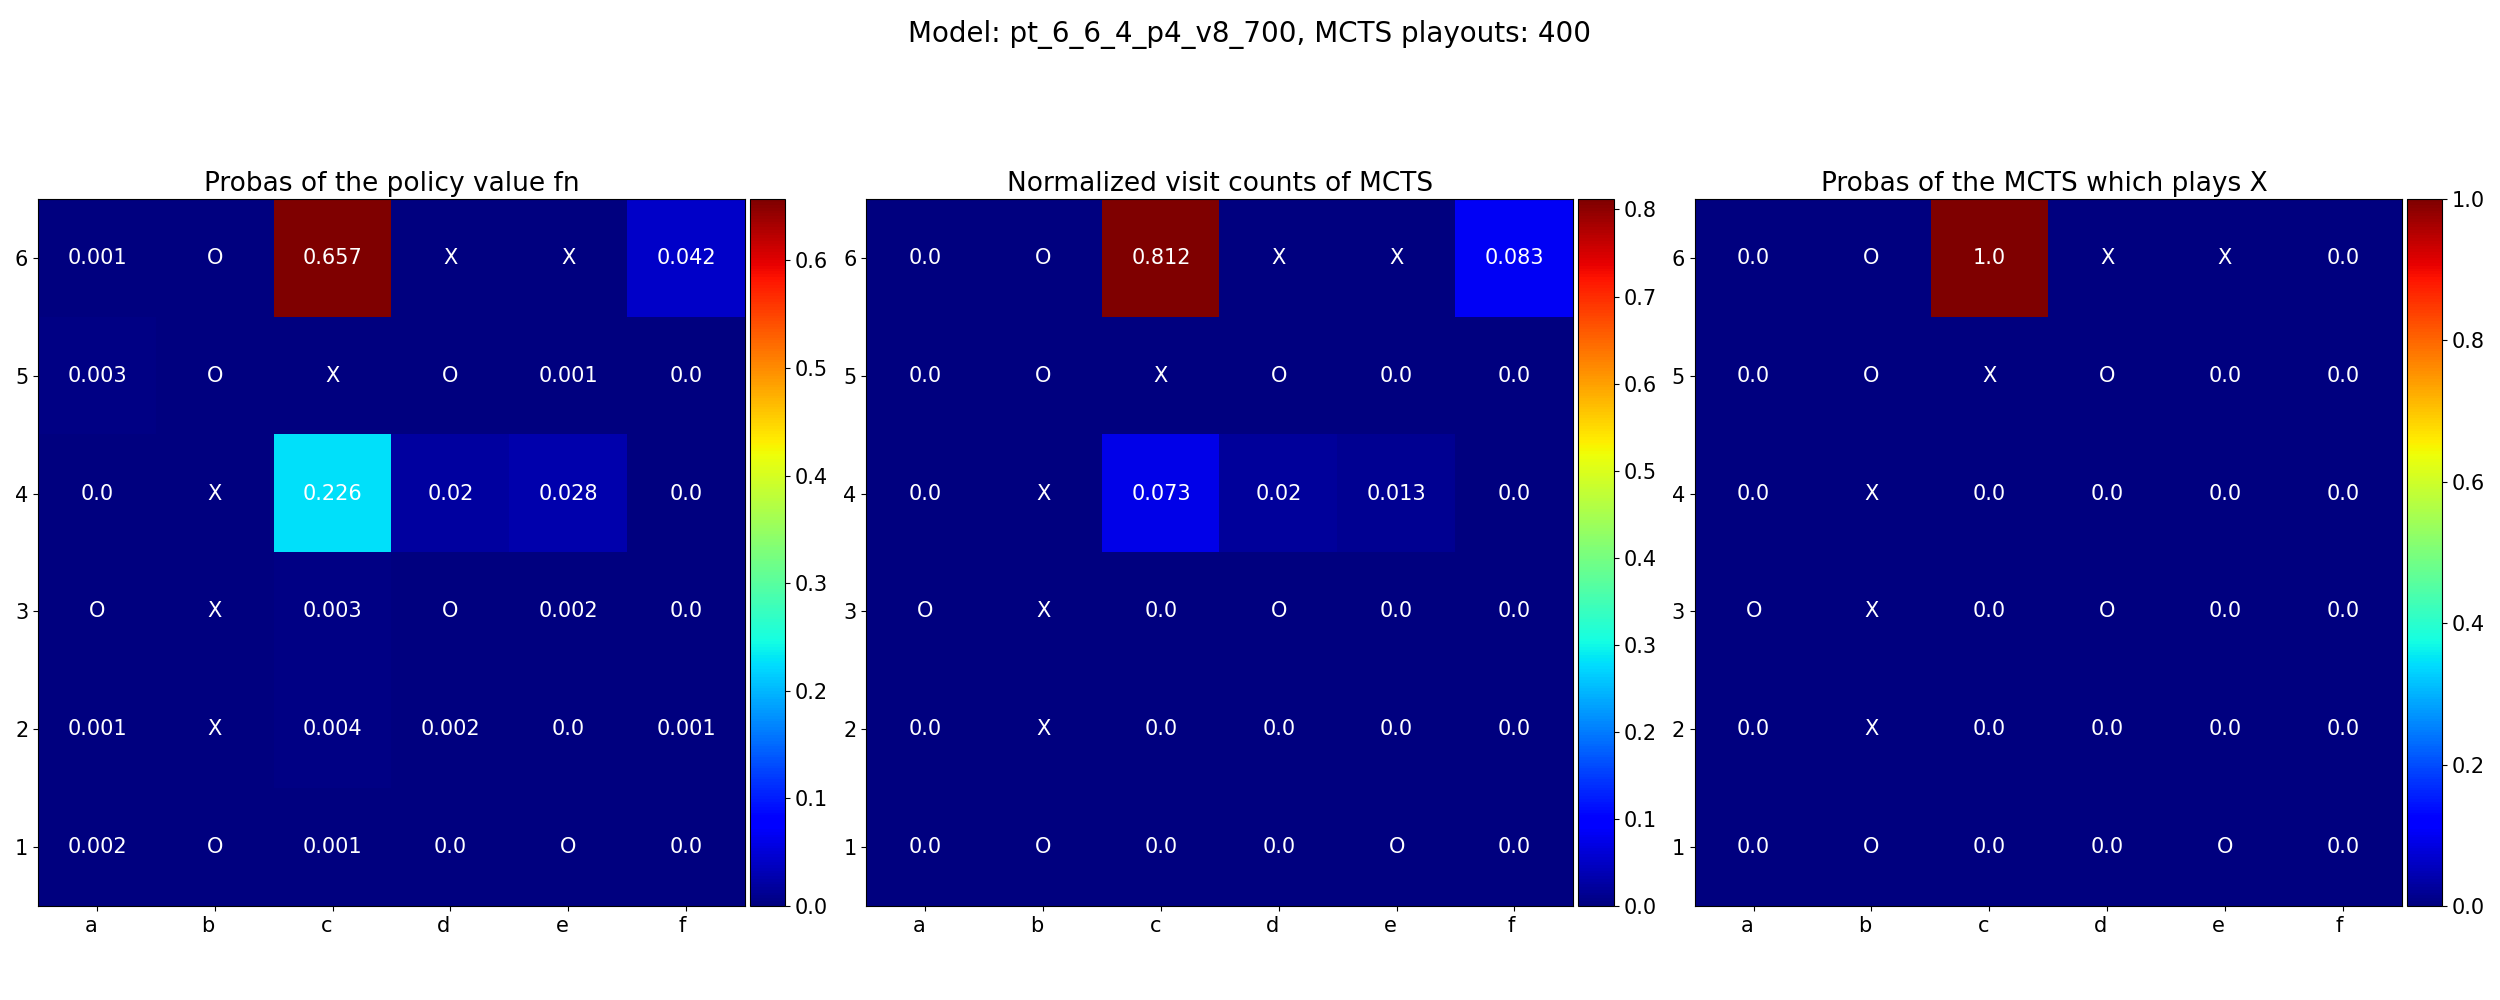 Model: pt_6_6_4_p4_v8_700, MCTS playouts: 400
Probas of the policy value fn
6 0.001 O 0.657 X X 0.042
5 0.003 O X O 0.001 0.0
4 0.0 X 0.226 0.02 0.028 0.0
3 O X 0.003 O 0.002 0.0
2 0.001 X 0.004 0.002 0.0 0.001
1 0.002 O 0.001 0.0 O 0.0
a b c d e f
0.6
0.5
0.4
0.3
0.2
0.1
0.0
Normalized visit counts of MCTS
6 0.0 O 0.812 X X 0.083
5 0.0 O X O 0.0 0.0
4 0.0 X 0.073 0.02 0.013 0.0
3 O X 0.0 O 0.0 0.0
2 0.0 X 0.0 0.0 0.0 0.0
1 0.0 O 0.0 0.0 O 0.0
a b c d e f
0.8
0.7
0.6
0.5
0.4
0.3
0.2
0.1
0.0
Probas of the MCTS which plays X
6 0.0 O 1.0 X X 0.0
5 0.0 O X O 0.0 0.0
4 0.0 X 0.0 0.0 0.0 0.0
3 O X 0.0 O 0.0 0.0
2 0.0 X 0.0 0.0 0.0 0.0
1 0.0 O 0.0 0.0 O 0.0
a b c d e f
1.0
0.8
0.6
0.4
0.2
0.0